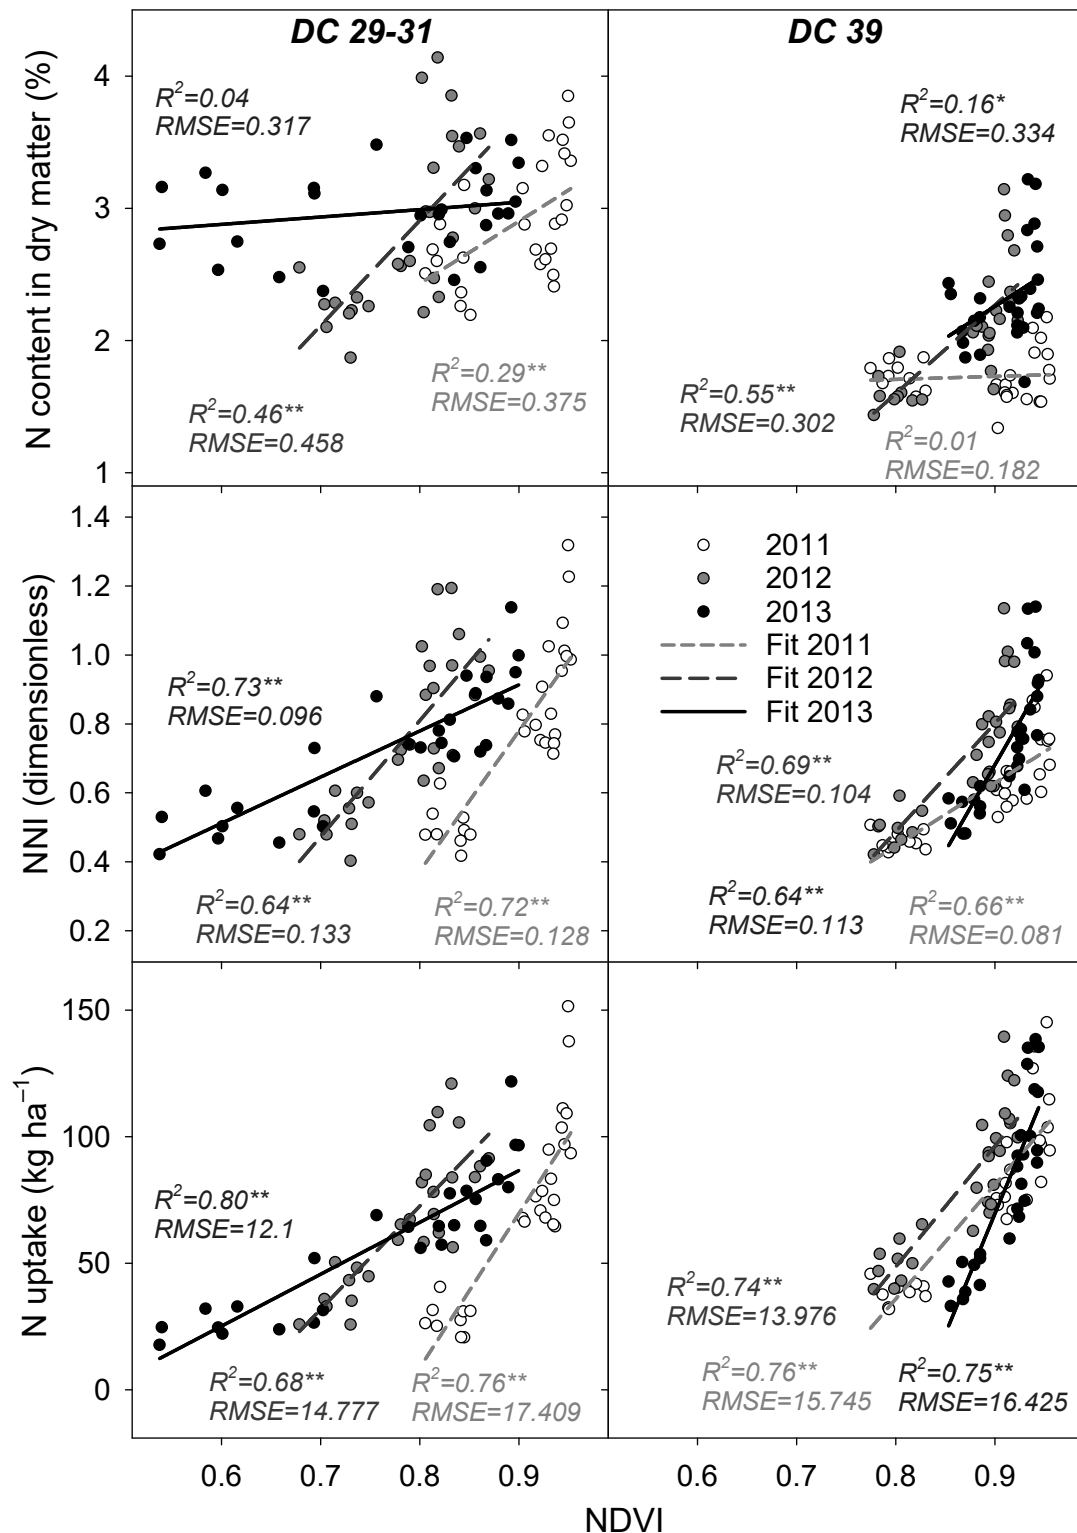 DC 29-31
DC 39
N content in dry matter (%)
4
3
2
1
R²=0.04
RMSE=0.317
R²=0.46**
RMSE=0.458
R²=0.29**
RMSE=0.375
R²=0.16*
RMSE=0.334
R²=0.55**
RMSE=0.302
R²=0.01
RMSE=0.182
NNI (dimensionless)
1.4
1.2
1.0
0.8
0.6
0.4
0.2
R²=0.73**
RMSE=0.096
R²=0.64**
RMSE=0.133
R²=0.72**
RMSE=0.128
2011
2012
2013
Fit 2011
Fit 2012
Fit 2013
R²=0.69**
RMSE=0.104
R²=0.64**
RMSE=0.113
R²=0.66**
RMSE=0.081
N uptake (kg ha⁻¹)
150
100
50
0
R²=0.80**
RMSE=12.1
R²=0.68**
RMSE=14.777
R²=0.76**
RMSE=17.409
R²=0.74**
RMSE=13.976
R²=0.76**
RMSE=15.745
R²=0.75**
RMSE=16.425
0.6 0.7 0.8 0.9 0.6 0.7 0.8 0.9
NDVI